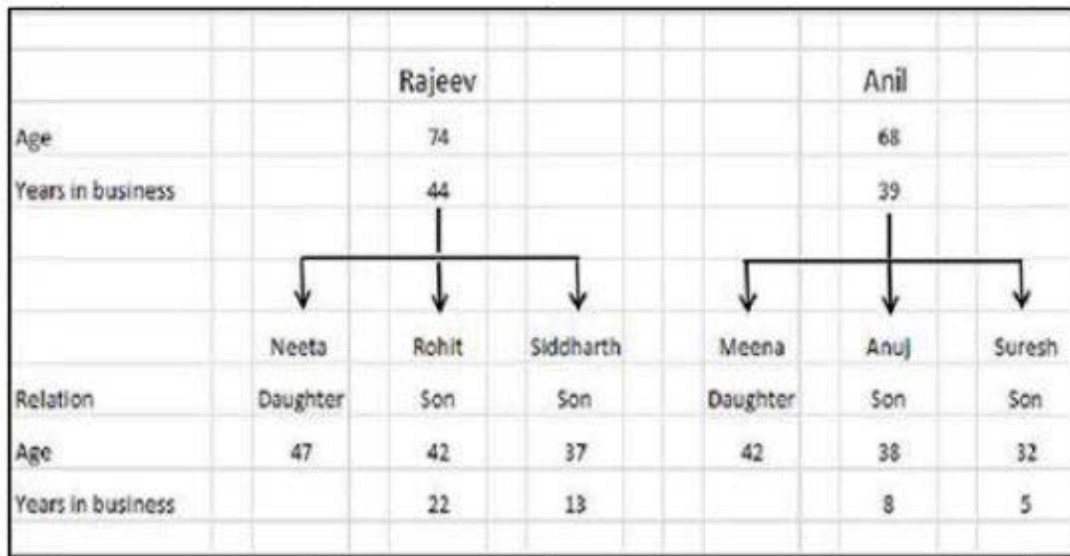 Rajeev Anil
Age 74 68
Years in business 44 39
Neeta Rohit Siddharth Meena Anuj Suresh
Relation Daughter Son Son Daughter Son Son
Age 47 42 37 42 38 32
Years in business 22 13 8 5